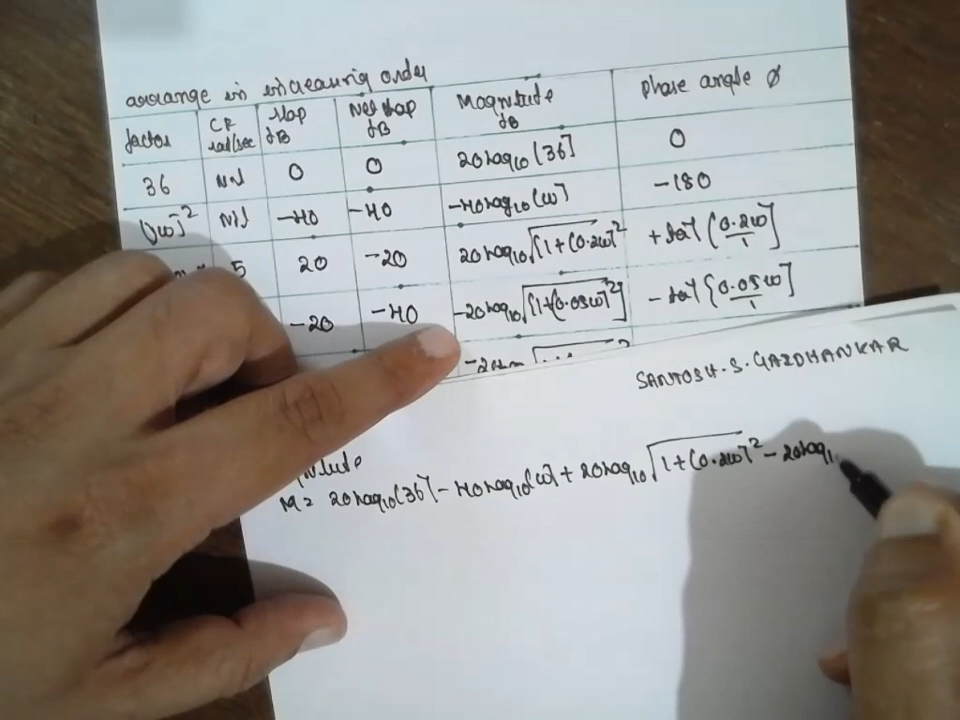 arrange in increasing order
factor CF rad/sec slop dB Net slop dB Magnitude dB phase angle ø
36 Nil 0 0 20log₁₀[36] 0
(jω)² Nil -40 -40 -40log₁₀(ω) -180
5 20 -20 20log₁₀√[1+(0.2ω)² + tan⁻¹[0.2ω/1]
-20 -40 -20log₁₀√[1+(0.05ω)²] - tan⁻¹[0.05ω/1]
SANTOSH.S.GAIDHANKAR
M = 20log₁₀[36] - 40log₁₀[ω] + 20log₁₀√1+(0.2ω)² - 20log₁